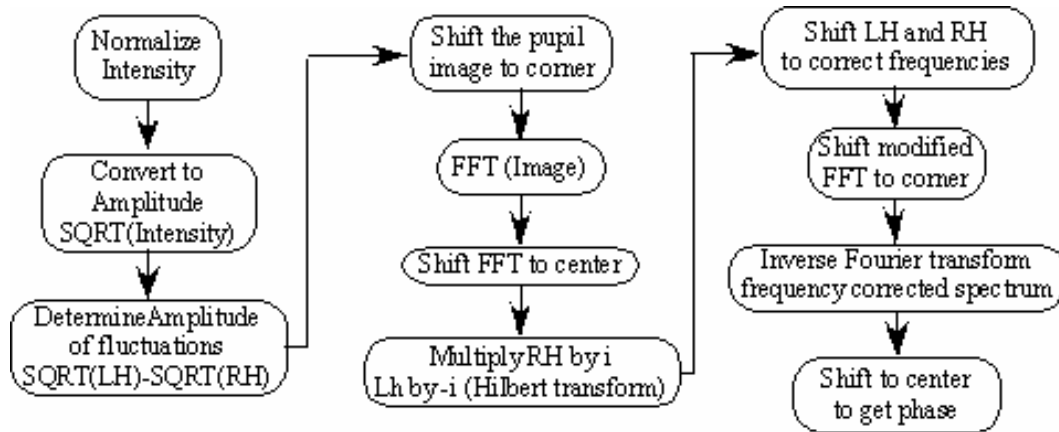 Normalize
Intensity
Convert to
Amplitude
SQRT(Intensity)
DetermineAmplitude
of fluctuations
SQRT(LH)-SQRT(RH)
Shift the pupil
image to corner
FFT (Image)
Shift FFT to center
MultiplyRH by i
Lh by-i (Hilbert transform)
Shift LH and RH
to correct frequencies
Shift modified
FFT to corner
Inverse Fourier transform
frequency corrected spectrum
Shift to center
to get phase